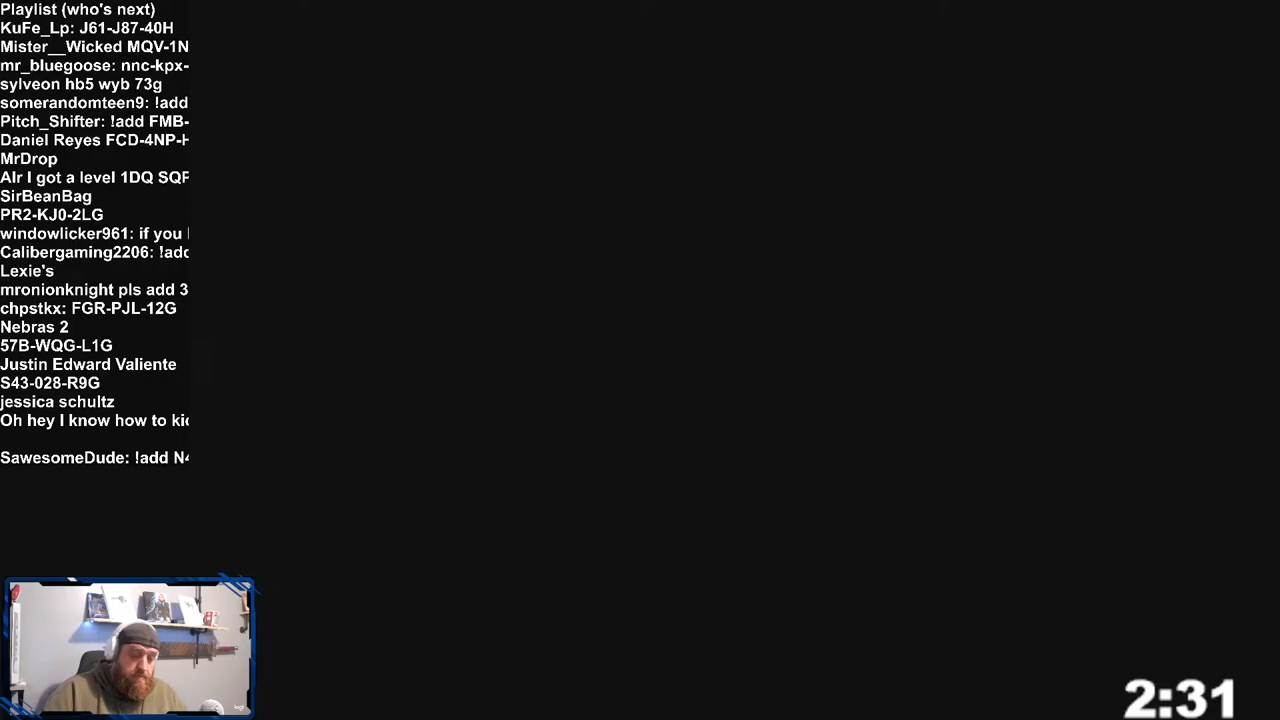 Playlist (who's next)
KuFe_Lp: J61-J87-40H
Mister__Wicked MQV-1N
mr_bluegoose: nnc-kpx-
sylveon hb5 wyb 73g
somerandomteen9: !add
Pitch_Shifter: !add FMB-
Daniel Reyes FCD-4NP-H
MrDrop
Alr I got a level 1DQ SQP
SirBeanBag
PR2-KJ0-2LG
windowlicker961: if you
Calibergaming2206: !add
Lexie's
mronionknight pls add 3
chpstkx: FGR-PJL-12G
Nebras 2
57B-WQG-L1G
Justin Edward Valiente
S43-028-R9G
jessica schultz
Oh hey I know how to
SawesomeDude: !add N4
2:31